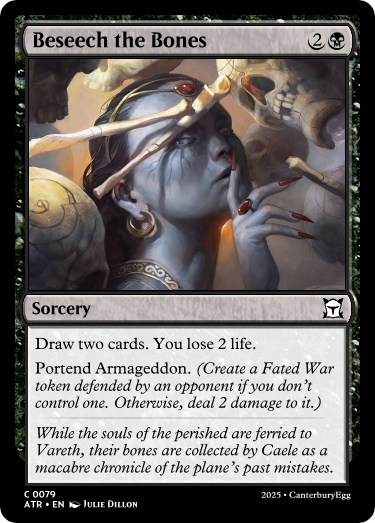 Beseech the Bones 2
Sorcery
Draw two cards. You lose 2 life.
Portend Armageddon. (Create a Fated War
token defended by an opponent if you don't
control one. Otherwise, deal 2 damage to it.)
While the souls of the perished are ferried to
Vareth, their bones are collected by Caele as a
macabre chronicle of the plane's past mistakes.
C 0079
ATR • EN Julie Dillon
2025 • CanterburyEgg